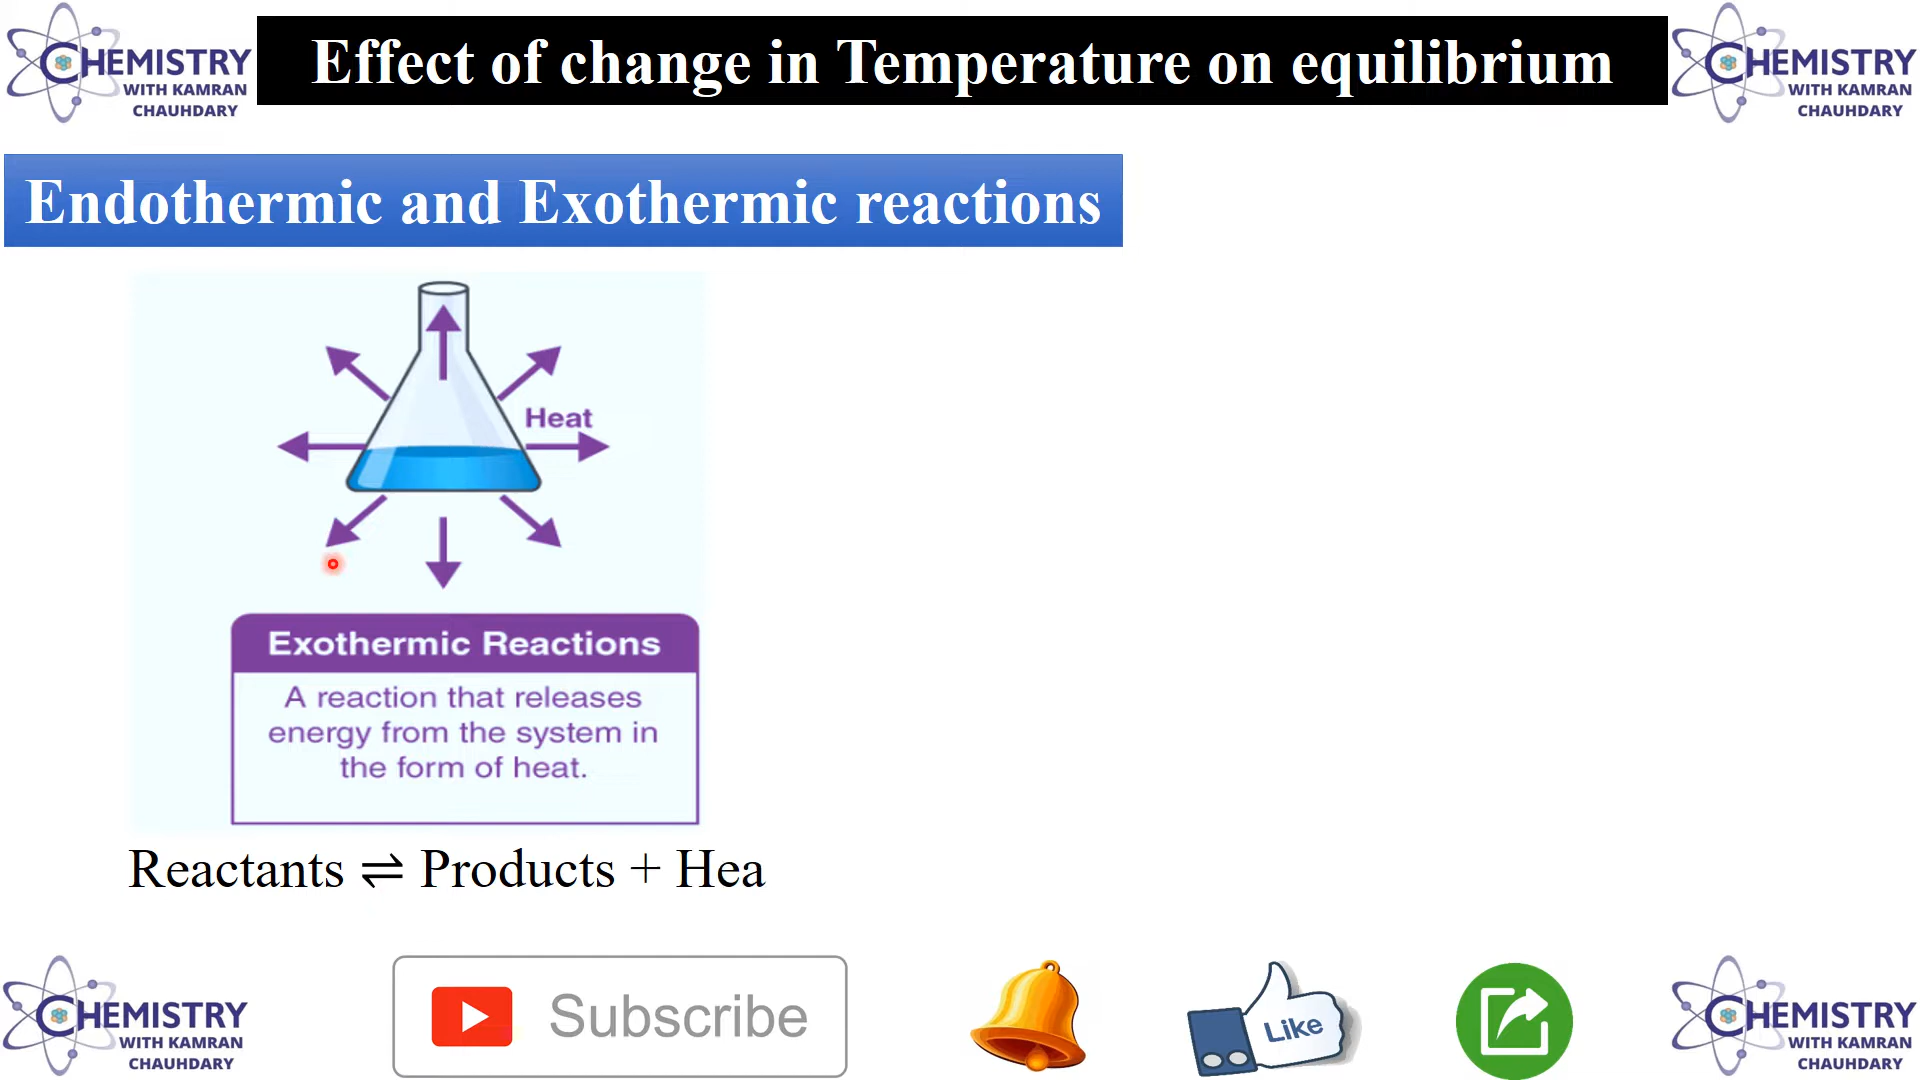 CHEMISTRY
WITH KAMRAN
CHAUHDARY
Effect of change in Temperature on equilibrium
CHEMISTRY
WITH KAMRAN
CHAUHDARY
Endothermic and Exothermic reactions
Heat
Exothermic Reactions
A reaction that releases
energy from the system in
the form of heat.
Reactants ⇌ Products + Hea
CHEMISTRY
WITH KAMRAN
CHAUHDARY
Subscribe
Like
CHEMISTRY
WITH KAMRAN
CHAUHDARY